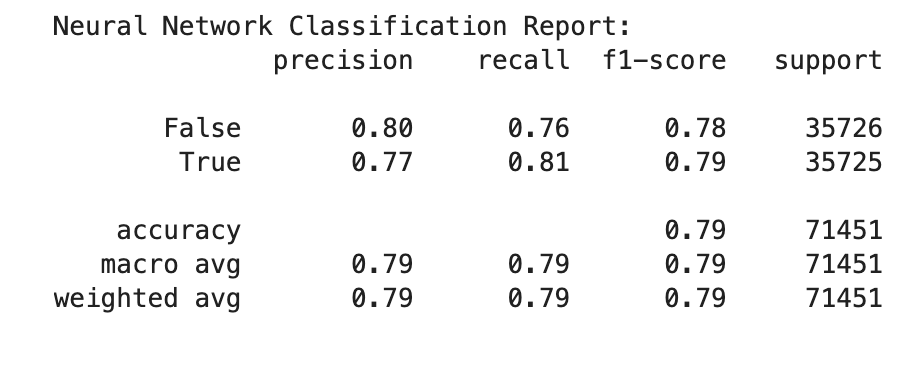 Neural Network Classification Report:
precision recall f1-score support
False 0.80 0.76 0.78 35726
True 0.77 0.81 0.79 35725
accuracy 0.79 71451
macro avg 0.79 0.79 0.79 71451
weighted avg 0.79 0.79 0.79 71451